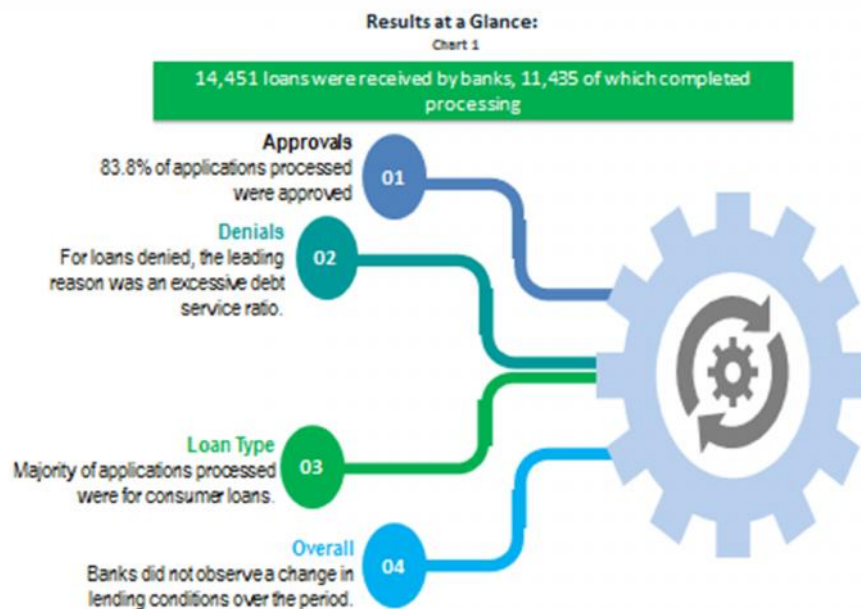 Results at a Glance:
Chart 1
14,451 loans were received by banks, 11,435 of which completed
processing
Approvals
83.8% of applications processed
were approved
01
Denials
For loans denied, the leading
reason was an excessive debt
service ratio.
02
Loan Type
Majority of applications processed
were for consumer loans.
03
Overall
Banks did not observe a change in
lending conditions over the period.
04